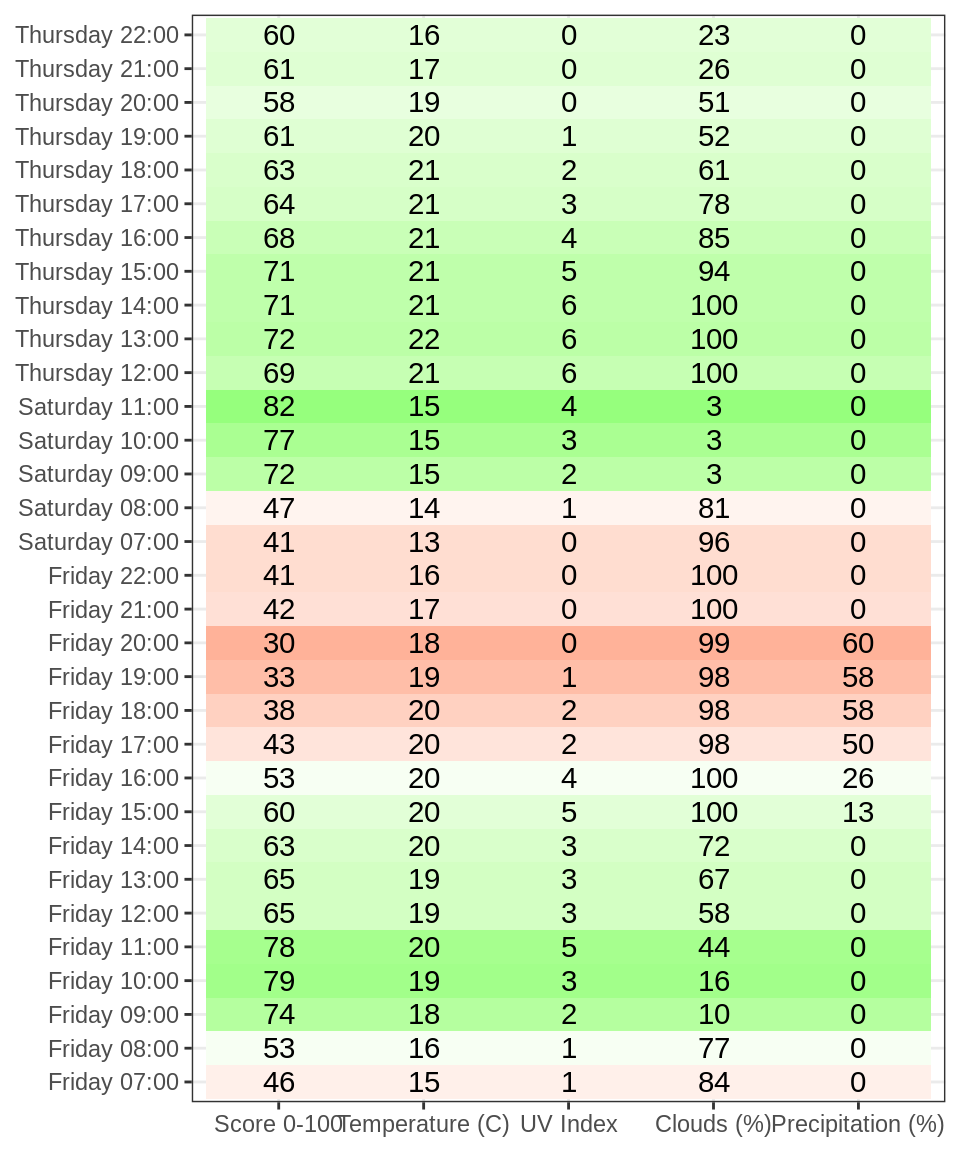 Thursday 22:00 60 16 0 23 0
Thursday 21:00 61 17 0 26 0
Thursday 20:00 58 19 0 51 0
Thursday 19:00 61 20 1 52 0
Thursday 18:00 63 21 2 61 0
Thursday 17:00 64 21 3 78 0
Thursday 16:00 68 21 4 85 0
Thursday 15:00 71 21 5 94 0
Thursday 14:00 71 21 6 100 0
Thursday 13:00 72 22 6 100 0
Thursday 12:00 69 21 6 100 0
Saturday 11:00 82 15 4 3 0
Saturday 10:00 77 15 3 3 0
Saturday 09:00 72 15 2 3 0
Saturday 08:00 47 14 1 81 0
Saturday 07:00 41 13 0 96 0
Friday 22:00 41 16 0 100 0
Friday 21:00 42 17 0 100 0
Friday 20:00 30 18 0 99 60
Friday 19:00 33 19 1 98 58
Friday 18:00 38 20 2 98 58
Friday 17:00 43 20 2 98 50
Friday 16:00 53 20 4 100 26
Friday 15:00 60 20 5 100 13
Friday 14:00 63 20 3 72 0
Friday 13:00 65 19 3 67 0
Friday 12:00 65 19 3 58 0
Friday 11:00 78 20 5 44 0
Friday 10:00 79 19 3 16 0
Friday 09:00 74 18 2 10 0
Friday 08:00 53 16 1 77 0
Friday 07:00 46 15 1 84 0
Score 0-100 Temperature (C) UV Index Clouds (%) Precipitation (%)